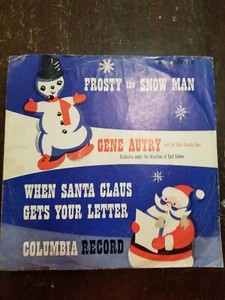 FROSTY the SNOW MAN
GENE AUTRY and the Cass County Boys
Orchestra under the direction of Carl Cotner
WHEN SANTA CLAUS
GETS YOUR LETTER
COLUMBIA RECORD